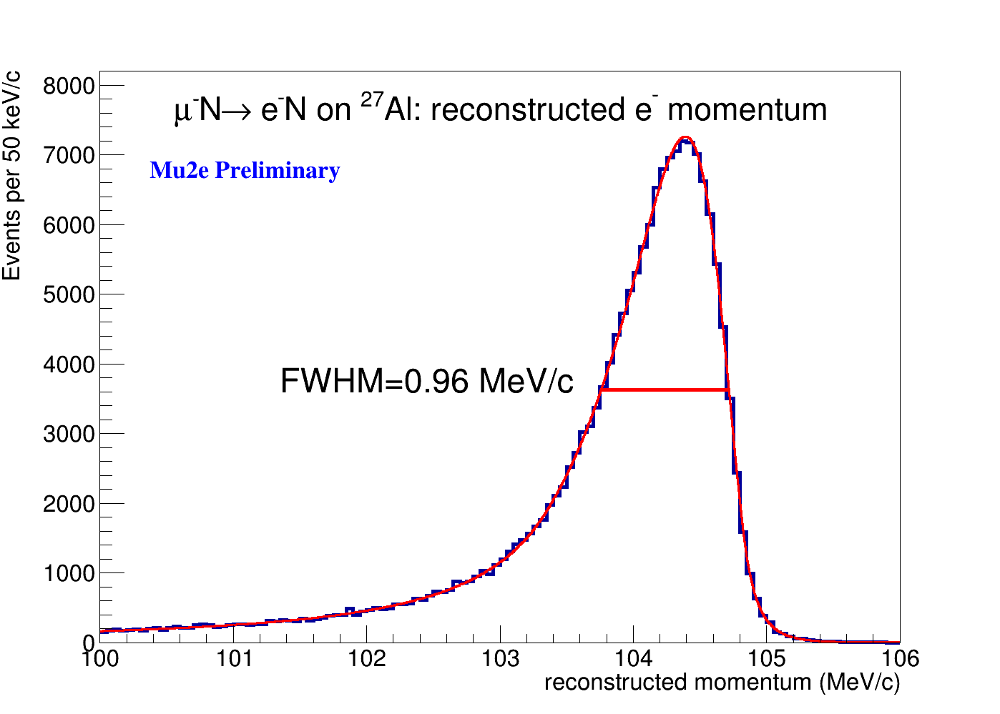 μ⁻N→ e⁻N on ²⁷Al: reconstructed e⁻ momentum
Mu2e Preliminary
FWHM=0.96 MeV/c
Events per 50 keV/c
8000
7000
6000
5000
4000
3000
2000
1000
0
100 101 102 103 104 105 106
reconstructed momentum (MeV/c)